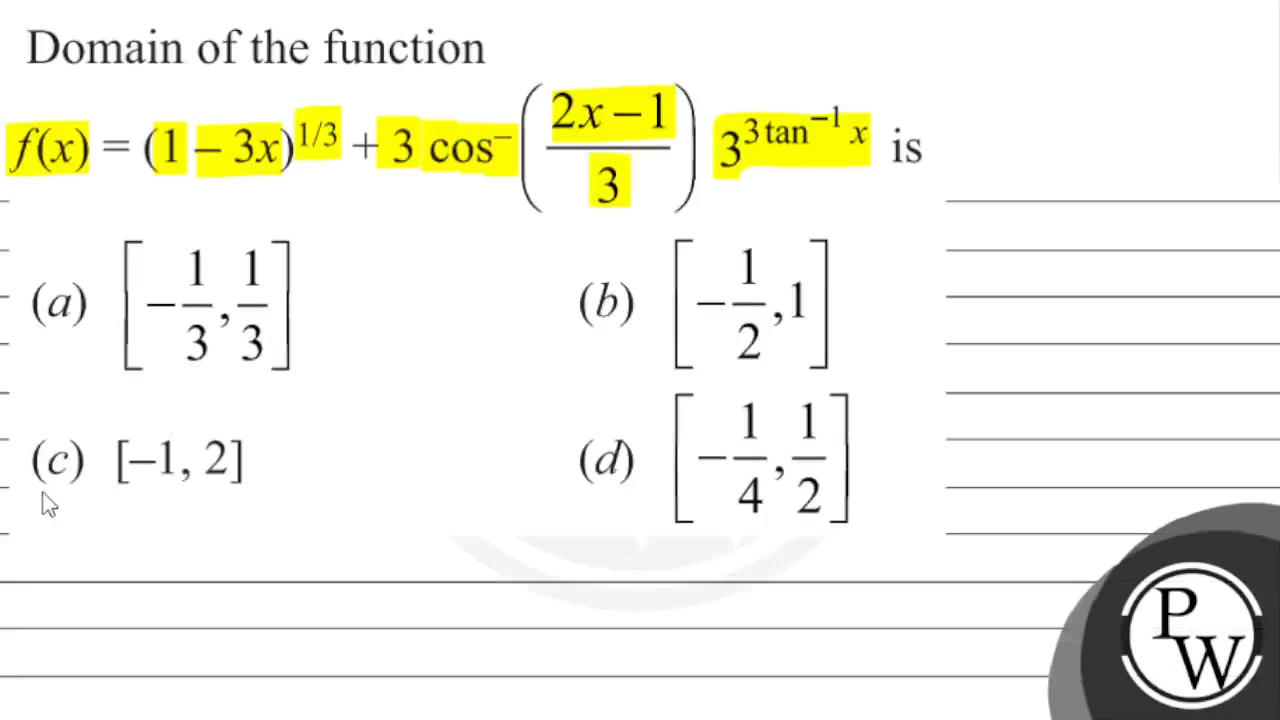 Domain of the function
f(x) = (1 – 3x)^{1/3} + 3 cos^{–} ((2x – 1)/3) 3^{3 tan^{–1} x} is
(a) [–1/3, 1/3] (b) [–1/2, 1]
(c) [–1, 2] (d) [–1/4, 1/2]
P
W